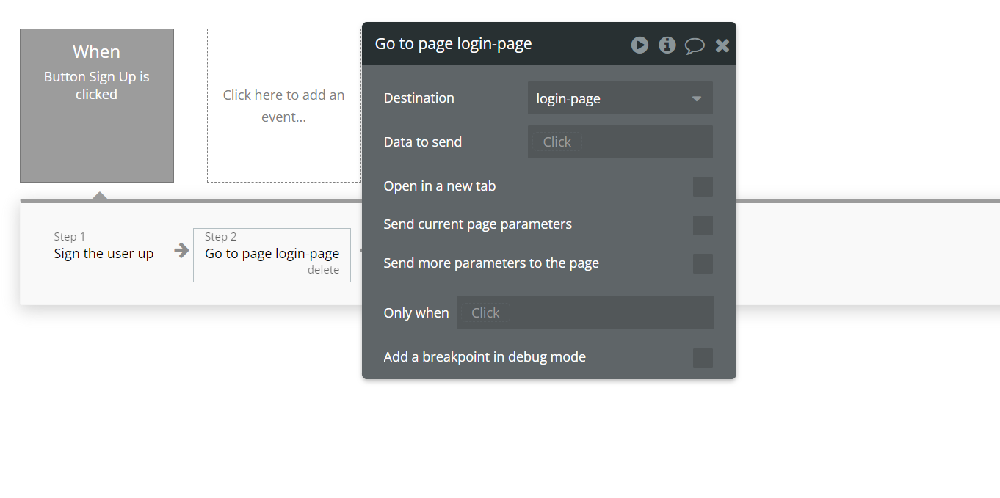 When
Button Sign Up is
clicked
Click here to add an
event...
Step 1
Sign the user up
Step 2
Go to page login-page
delete
Go to page login-page
Destination
login-page
Data to send
Click
Open in a new tab
Send current page parameters
Send more parameters to the page
Only when
Click
Add a breakpoint in debug mode